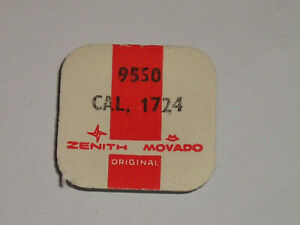 9550
CAL. 1724
ZENITH MOVADO
ORIGINAL